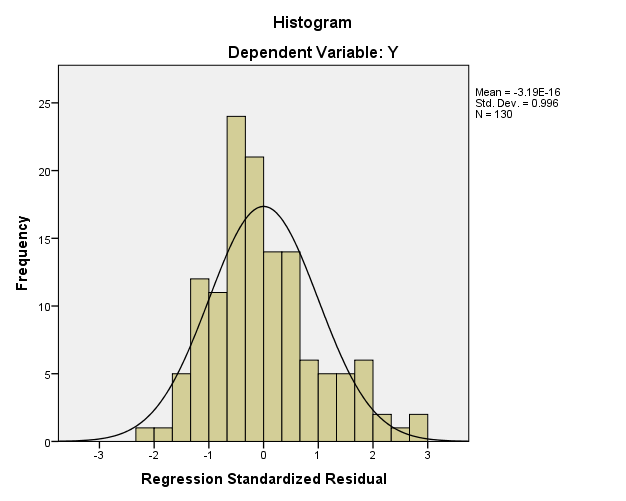 Histogram
Dependent Variable: Y
Mean = -3.19E-16
Std. Dev. = 0.996
N = 130
Frequency
25
20
15
10
5
0
-3 -2 -1 0 1 2 3
Regression Standardized Residual